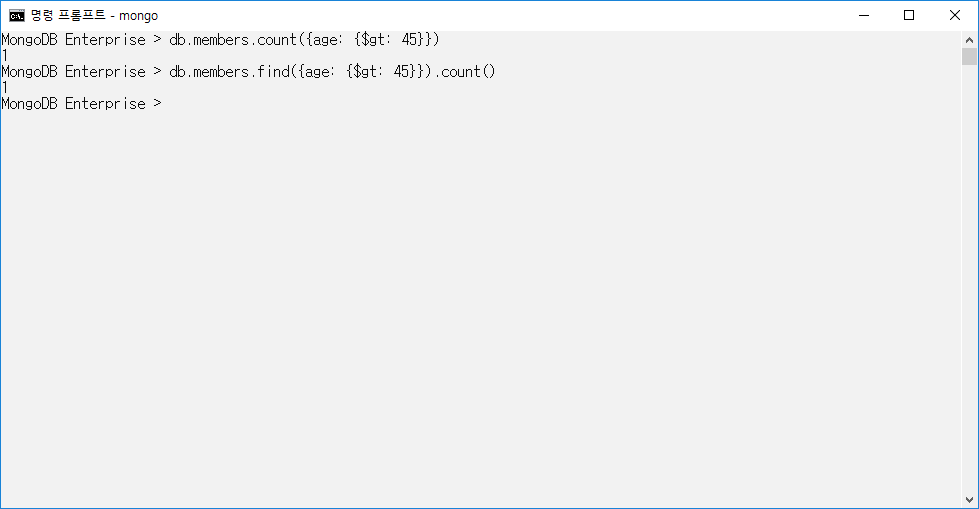 명령 프롬프트 - mongo
MongoDB Enterprise > db.members.count({age: {$gt: 45}})
1
MongoDB Enterprise > db.members.find({age: {$gt: 45}}).count()
1
MongoDB Enterprise >